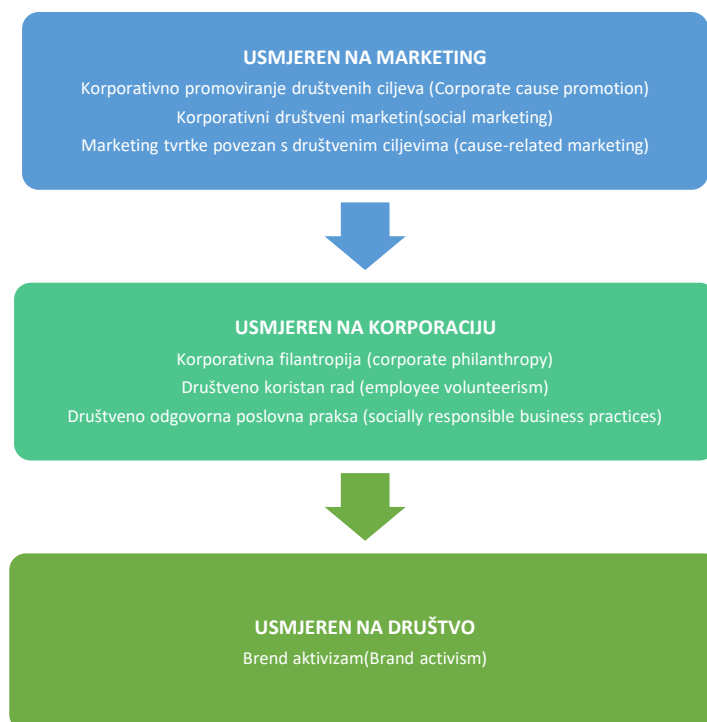 USMJEREN NA MARKETING
Korporativno promoviranje društvenih ciljeva (Corporate cause promotion)
Korporativni društveni marketin(social marketing)
Marketing tvrtke povezan s društvenim ciljevima (cause-related marketing)
USMJEREN NA KORPORACIJU
Korporativna filantropija (corporate philanthropy)
Društveno koristan rad (employee volunteerism)
Društveno odgovorna poslovna praksa (socially responsible business practices)
USMJEREN NA DRUŠTVO
Brend aktivizam(Brand activism)